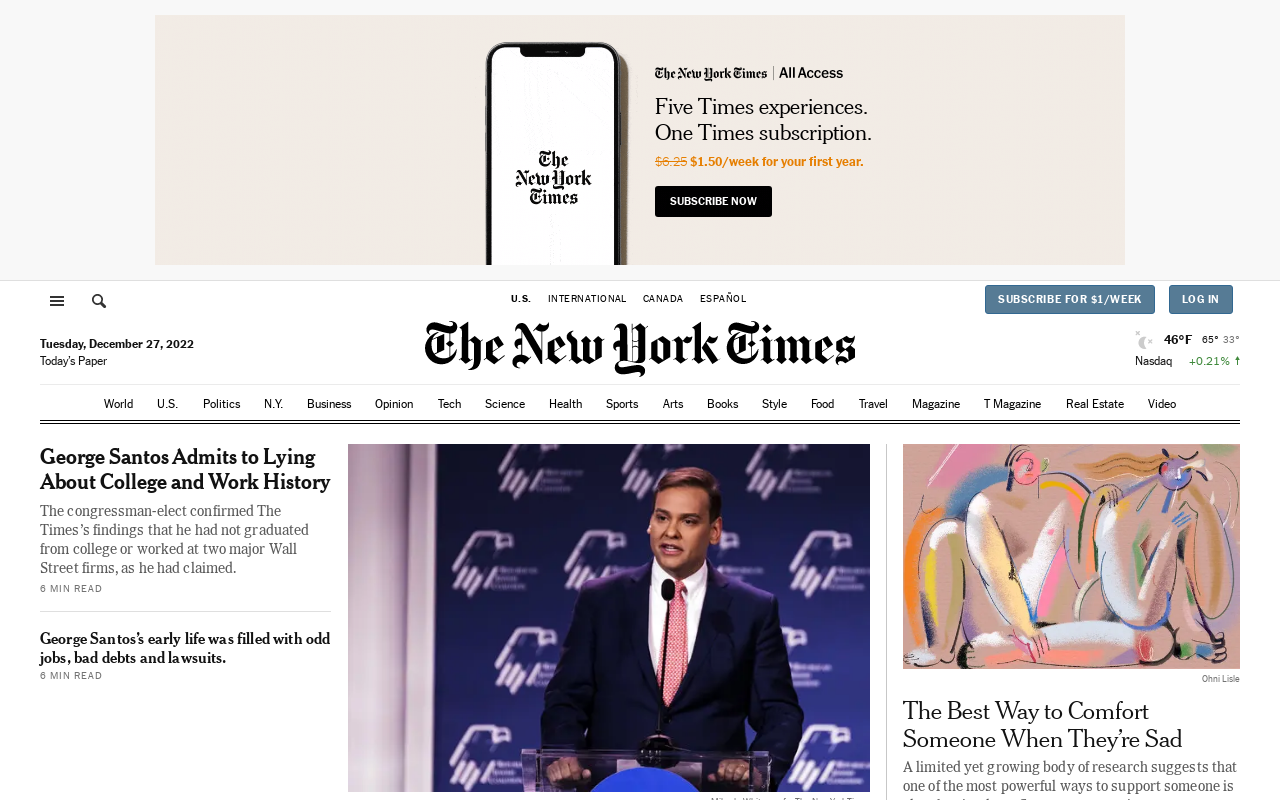 The New York Times | All Access
Five Times experiences.
One Times subscription.
$6.25 $1.50/week for your first year.
SUBSCRIBE NOW
The
New York
Times
U.S. INTERNATIONAL CANADA ESPAÑOL
SUBSCRIBE FOR $1/WEEK LOG IN
The New York Times
Tuesday, December 27, 2022
Today's Paper
46°F 65° 33°
Nasdaq +0.21% ↑
World U.S. Politics N.Y. Business Opinion Tech Science Health Sports Arts Books Style Food Travel Magazine T Magazine Real Estate Video
George Santos Admits to Lying
About College and Work History
The congressman-elect confirmed The
Times's findings that he had not graduated
from college or worked at two major Wall
Street firms, as he had claimed.
6 MIN READ
George Santos's early life was filled with odd
jobs, bad debts and lawsuits.
6 MIN READ
Ohni Lisle
The Best Way to Comfort
Someone When They're Sad
A limited yet growing body of research suggests that
one of the most powerful ways to support someone is